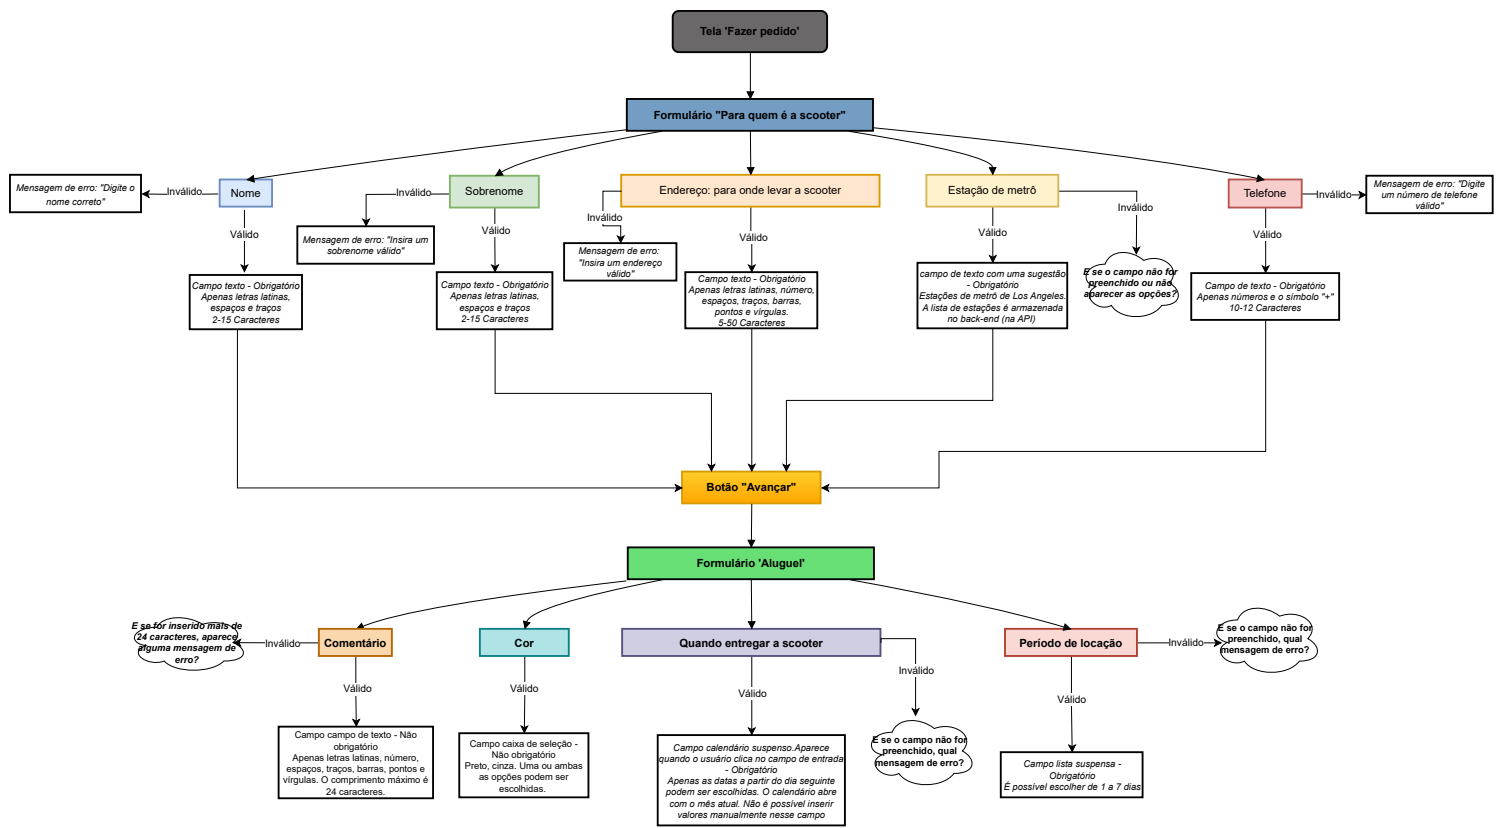 Tela 'Fazer pedido'
Formulário "Para quem é a scooter"
Mensagem de erro: "Digite o
nome correto"
Inválido
Nome
Inválido
Sobrenome
Endereço: para onde levar a scooter
Estação de metrô
Telefone
Inválido
Mensagem de erro: "Digite
um número de telefone
válido"
Inválido
Inválido
Válido
Válido
Válido
Válido
Válido
Mensagem de erro: "Insira um
sobrenome válido"
Mensagem de erro:
"Insira um endereço
válido"
E se o campo não for
preenchido ou não
aparecer as opções?
Campo texto - Obrigatório
Apenas letras latinas,
espaços e traços
2-15 Caracteres
Campo texto - Obrigatório
Apenas letras latinas,
espaços e traços
2-15 Caracteres
Campo texto - Obrigatório
Apenas letras latinas, número,
espaços, traços, barras,
pontos e vírgulas.
5-50 Caracteres
campo de texto com uma sugestão
- Obrigatório
Estações de metrô de Los Angeles.
A lista de estações é armazenada
no back-end (na API)
Campo de texto - Obrigatório
Apenas números e o símbolo "+"
10-12 Caracteres
Botão "Avançar"
Formulário 'Aluguel'
E se for inserido mais de
24 caracteres, aparece
alguma mensagem de
erro?
Inválido
Comentário
Cor
Quando entregar a scooter
Período de locação
Inválido
E se o campo não for
preenchido, qual
mensagem de erro?
Inválido
Válido
Válido
Válido
Válido
Campo campo de texto - Não
obrigatório
Apenas letras latinas, número,
espaços, traços, barras, pontos e
vírgulas. O comprimento máximo é
24 caracteres.
Campo caixa de seleção -
Não obrigatório
Preto, cinza. Uma ou ambas
as opções podem ser
escolhidas.
Campo calendário suspenso.Aparece
quando o usuário clica no campo de entrada
- Obrigatório
Apenas as datas a partir do dia seguinte
podem ser escolhidas. O calendário abre
com o mês atual. Não é possível inserir
valores manualmente nesse campo
E se o campo não for
preenchido, qual
mensagem de erro?
Campo lista suspensa -
Obrigatório
É possível escolher de 1 a 7 dias